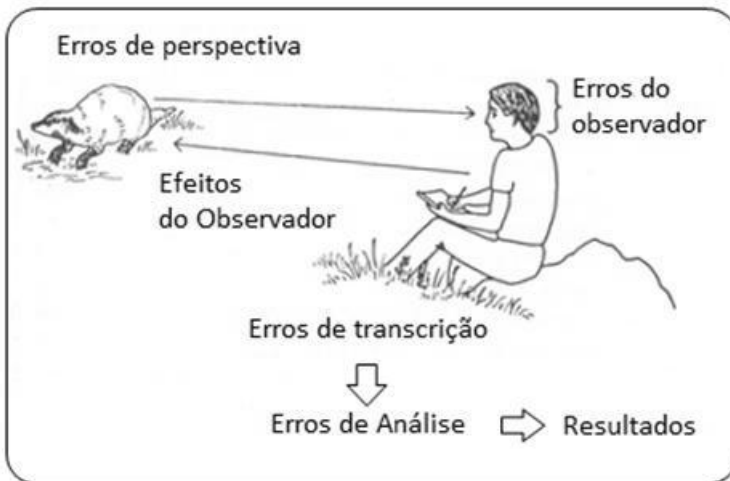 Erros de perspectiva
Erros do
observador
Efeitos
do Observador
Erros de transcrição
Erros de Análise
Resultados